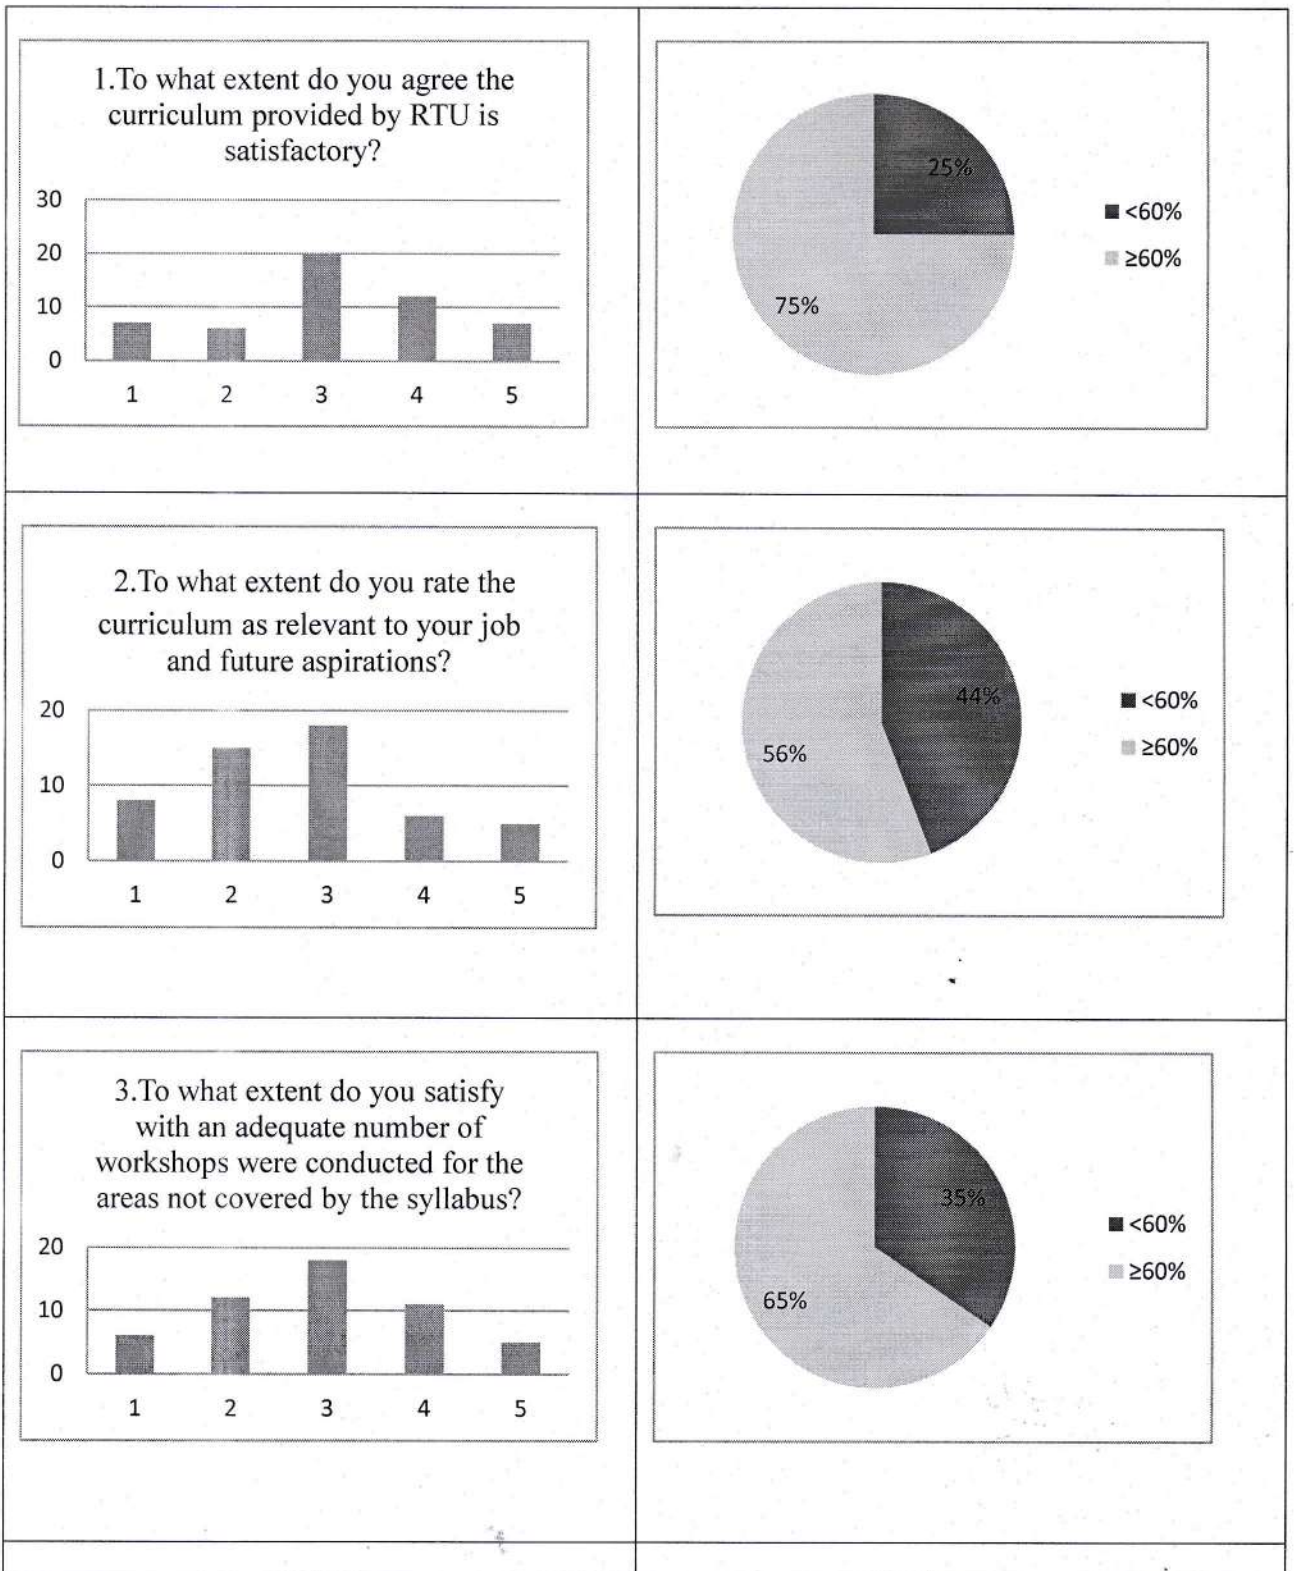 1.To what extent do you agree the
curriculum provided by RTU is
satisfactory?
30
20
10
0
1 2 3 4 5
25%
75%
<60%
≥60%
2.To what extent do you rate the
curriculum as relevant to your job
and future aspirations?
20
10
0
1 2 3 4 5
44%
56%
<60%
≥60%
3.To what extent do you satisfy
with an adequate number of
workshops were conducted for the
areas not covered by the syllabus?
20
10
0
1 2 3 4 5
35%
65%
<60%
≥60%